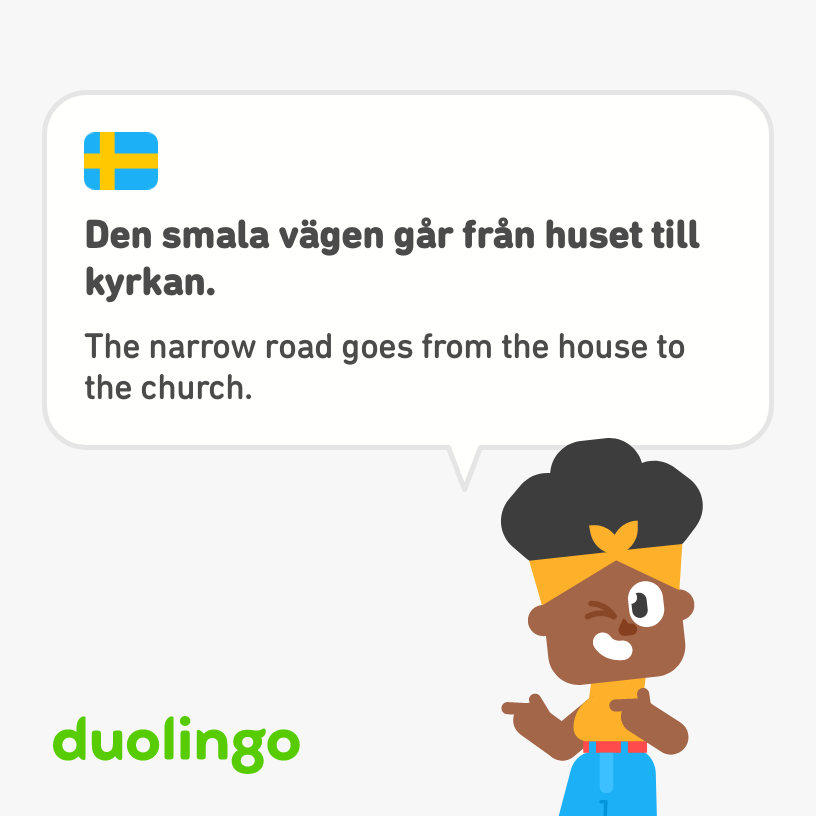 Den smala vägen går från huset till
kyrkan.
The narrow road goes from the house to
the church.
duolingo